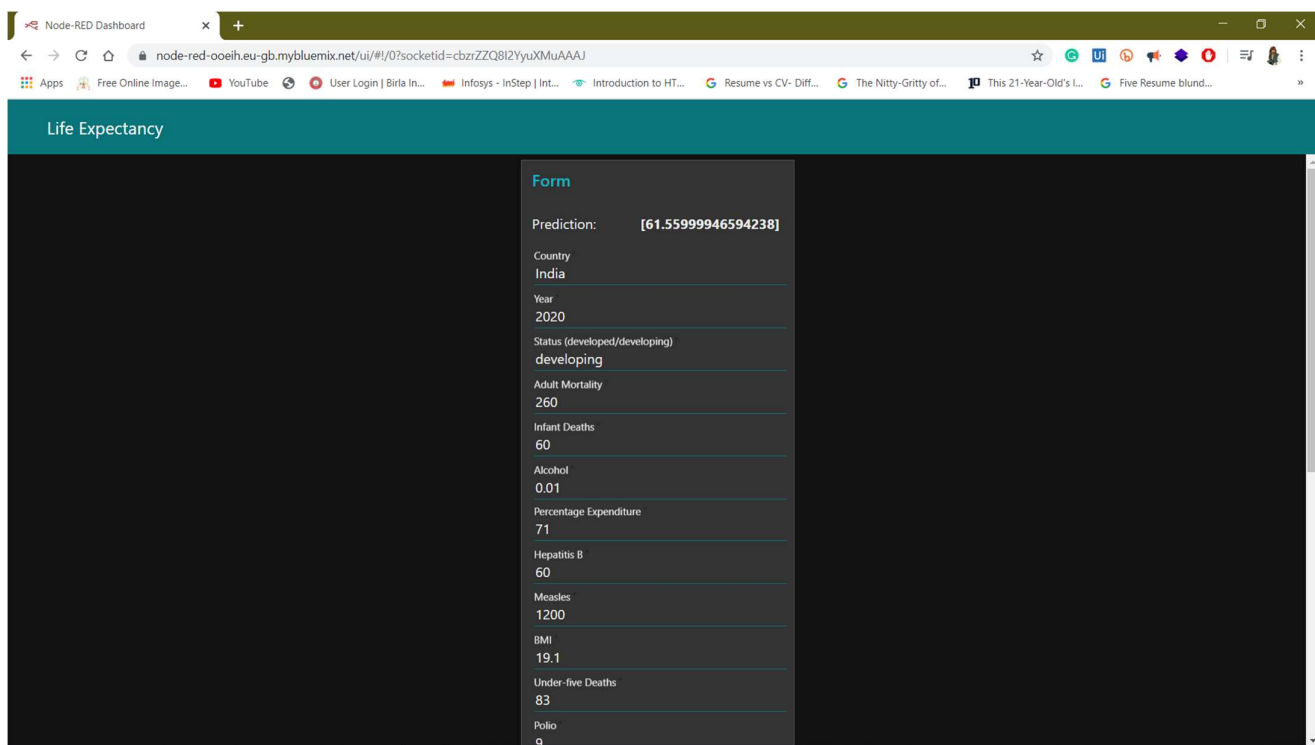 Node-RED Dashboard
node-red-ooeih.eu-gb.mybluemix.net/ui/#!/0?socketid=cbzrZZQ8I2YyuXMuAAAJ
Apps Free Online Image... YouTube User Login | Birla In... Infosys - InStep | Int... Introduction to HT... Resume vs CV- Diff... The Nitty-Gritty of... This 21-Year-Old's I... Five Resume blund... »
Life Expectancy
Form
Prediction: [61.55999946594238]
Country
India
Year
2020
Status (developed/developing)
developing
Adult Mortality
260
Infant Deaths
60
Alcohol
0.01
Percentage Expenditure
71
Hepatitis B
60
Measles
1200
BMI
19.1
Under-five Deaths
83
Polio
9